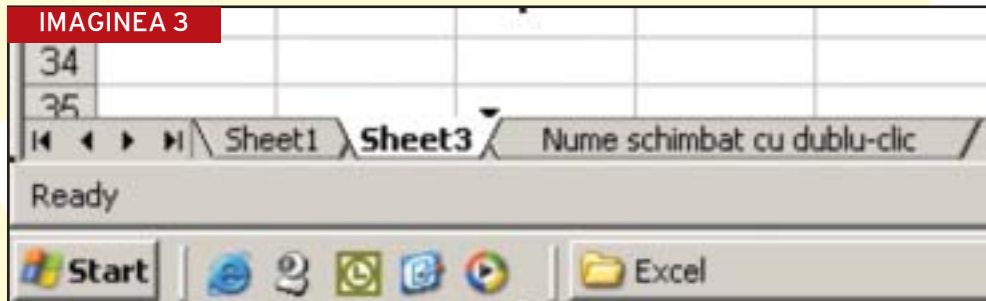 IMAGINEA 3
34
35
Sheet1 Sheet3 Nume schimbat cu dublu-clic
Ready
Start Excel